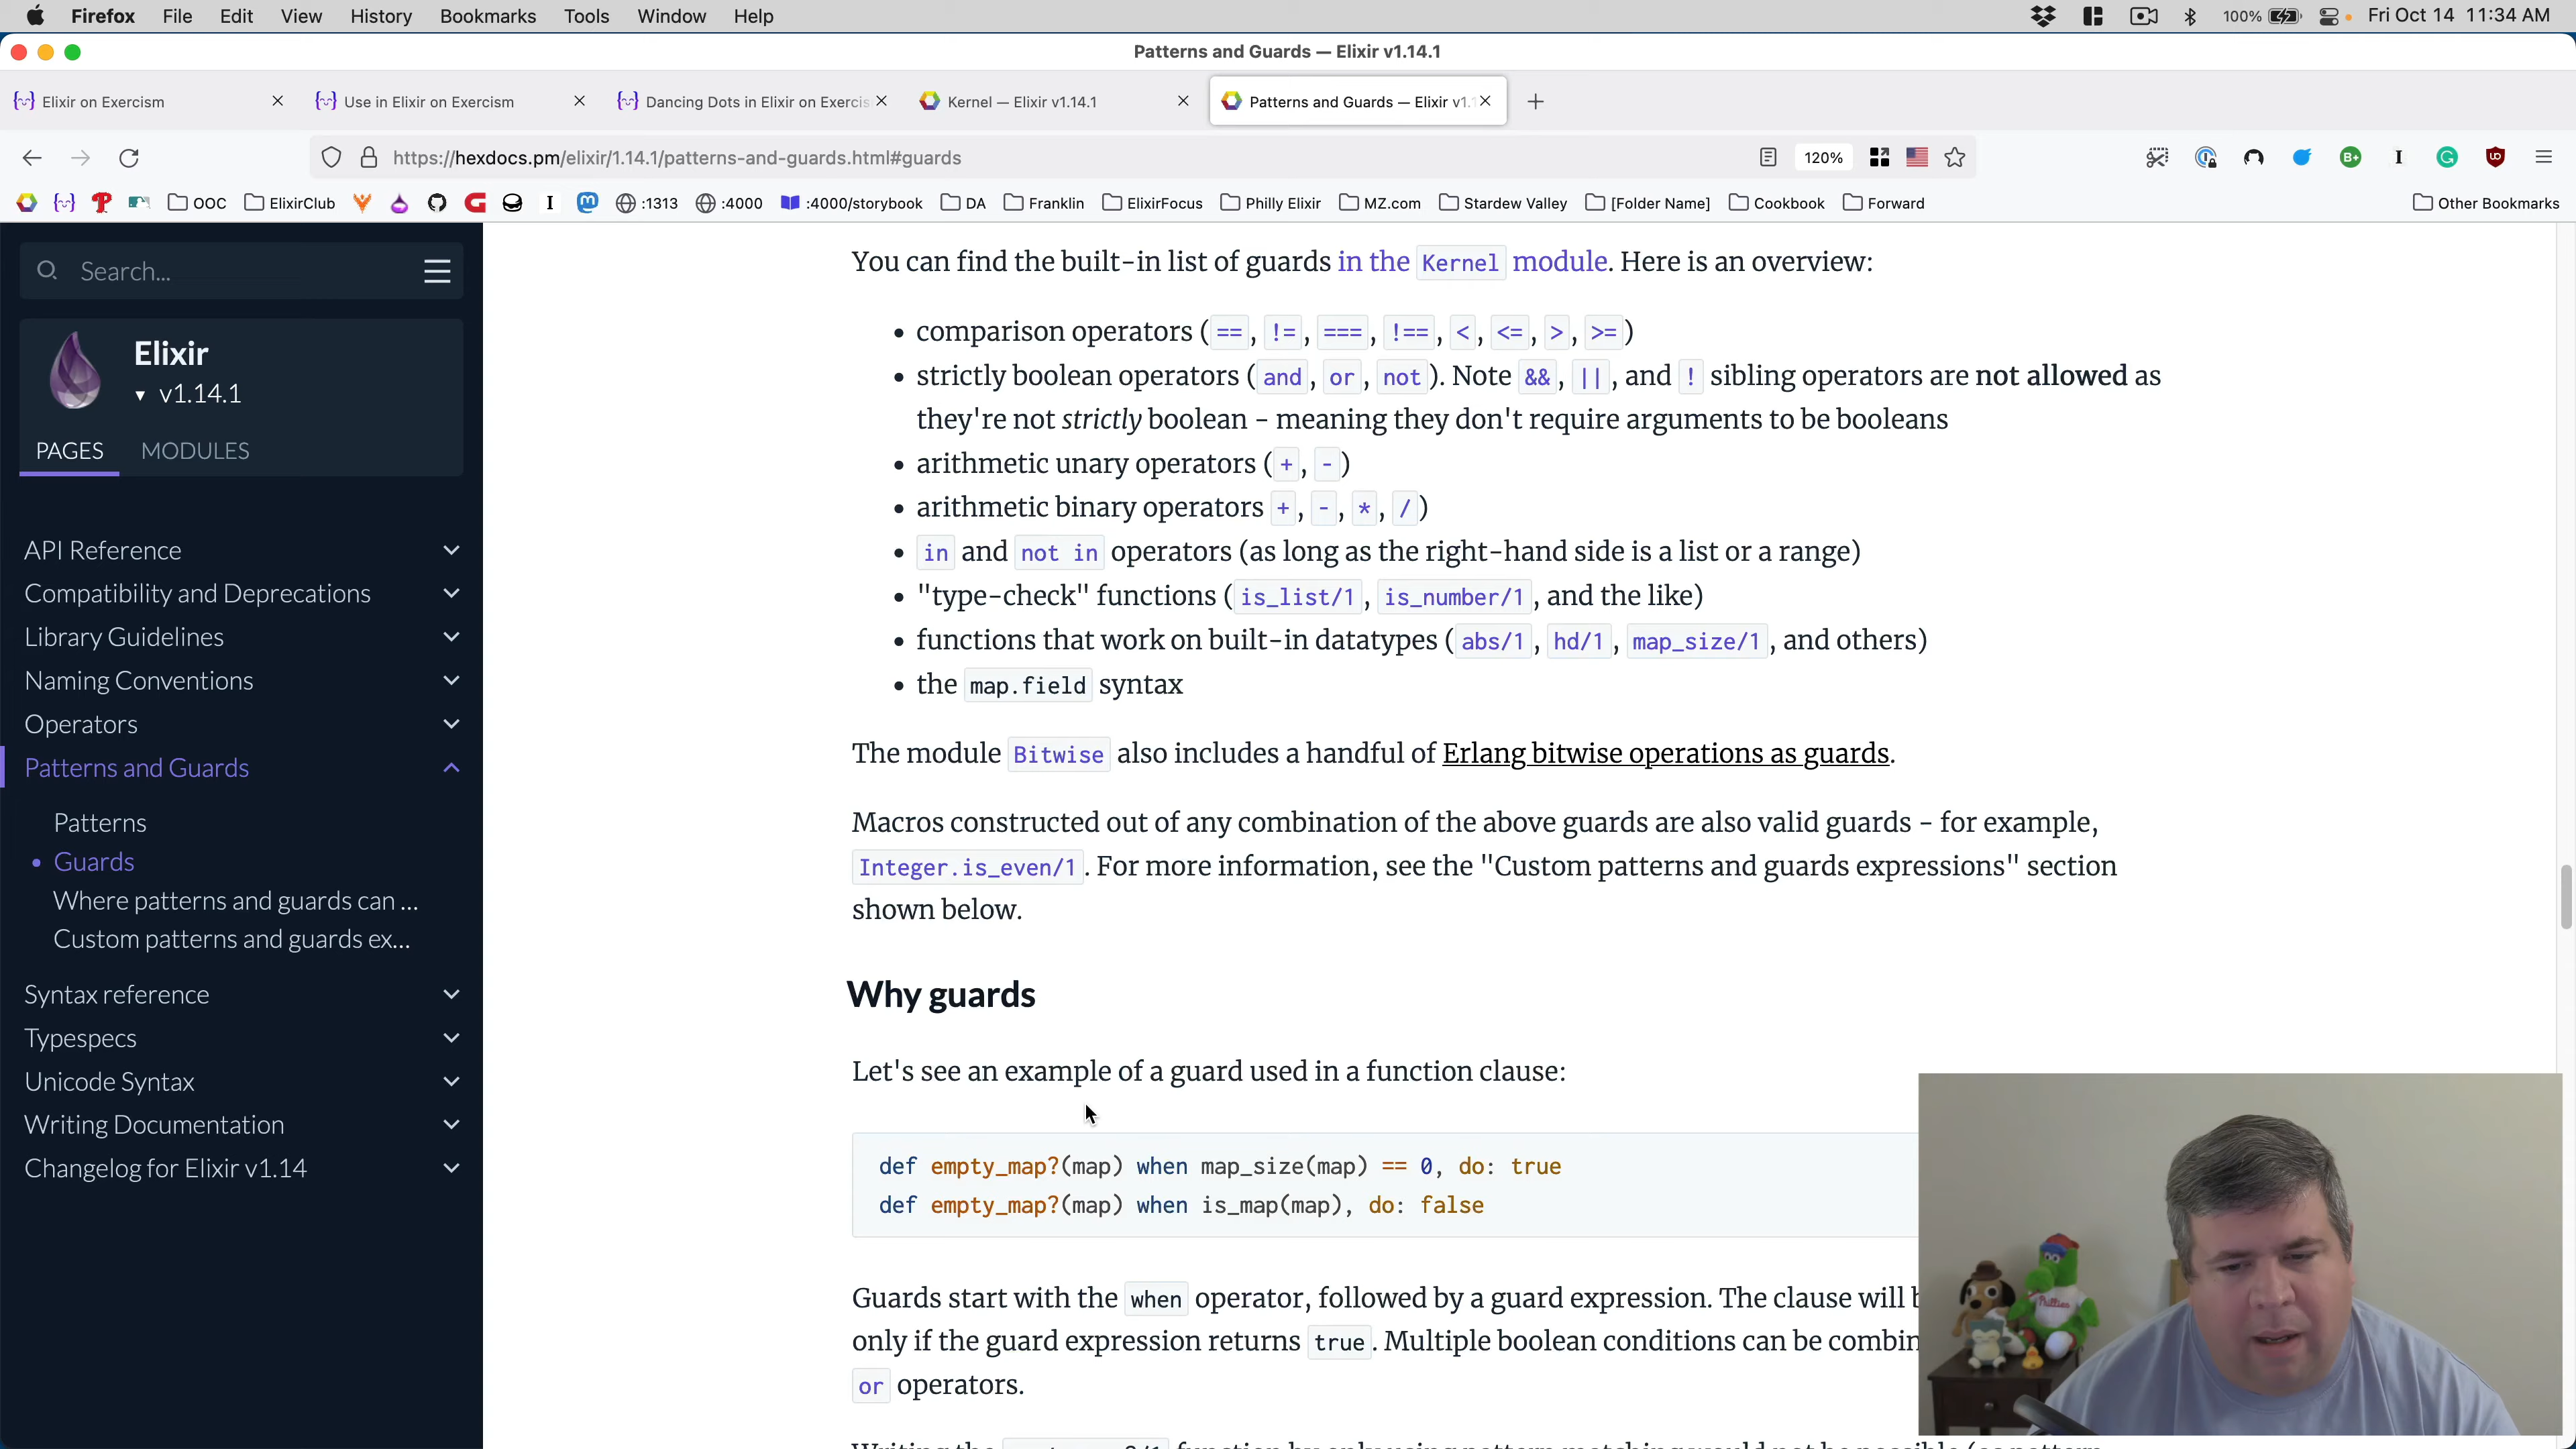 Firefox File Edit View History Bookmarks Tools Window Help 100% Fri Oct 14 11:34 AM
Patterns and Guards — Elixir v1.14.1
Elixir on Exercism Use in Elixir on Exercism Dancing Dots in Elixir on Exercis Kernel — Elixir v1.14.1 Patterns and Guards — Elixir v1.1
https://hexdocs.pm/elixir/1.14.1/patterns-and-guards.html#guards 120%
OOC ElixirClub :1313 :4000 :4000/storybook DA Franklin ElixirFocus Philly Elixir MZ.com Stardew Valley [Folder Name] Cookbook Forward Other Bookmarks
Search...
Elixir
v1.14.1
PAGES MODULES
API Reference
Compatibility and Deprecations
Library Guidelines
Naming Conventions
Operators
Patterns and Guards
Patterns
Guards
Where patterns and guards can ...
Custom patterns and guards ex...
Syntax reference
Typespecs
Unicode Syntax
Writing Documentation
Changelog for Elixir v1.14
You can find the built-in list of guards in the Kernel module. Here is an overview:
• comparison operators (==, !=, ===, !==, <, <=, >, >=)
• strictly boolean operators (and, or, not). Note &&, ||, and ! sibling operators are not allowed as
they're not strictly boolean - meaning they don't require arguments to be booleans
• arithmetic unary operators (+, -)
• arithmetic binary operators +, -, *, /)
• in and not in operators (as long as the right-hand side is a list or a range)
• "type-check" functions (is_list/1, is_number/1, and the like)
• functions that work on built-in datatypes (abs/1, hd/1, map_size/1, and others)
• the map.field syntax
The module Bitwise also includes a handful of Erlang bitwise operations as guards.
Macros constructed out of any combination of the above guards are also valid guards - for example,
Integer.is_even/1. For more information, see the "Custom patterns and guards expressions" section
shown below.
Why guards
Let's see an example of a guard used in a function clause:
def empty_map?(map) when map_size(map) == 0, do: true
def empty_map?(map) when is_map(map), do: false
Guards start with the when operator, followed by a guard expression. The clause will
only if the guard expression returns true. Multiple boolean conditions can be combin
or operators.
Phillies